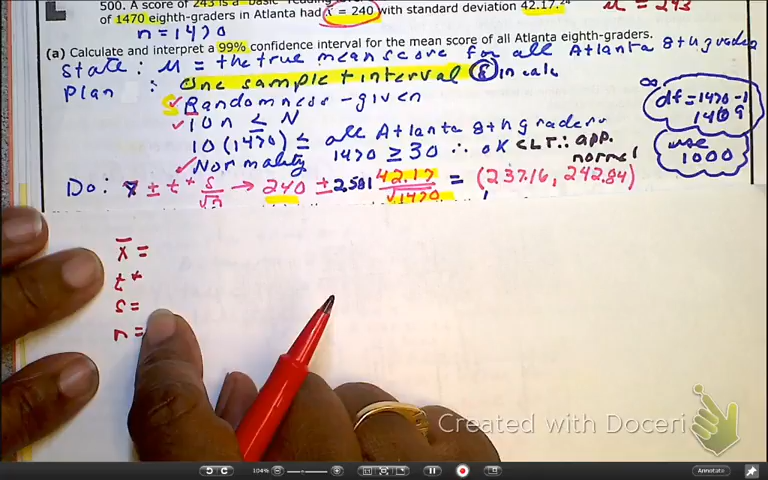 500. A score of 243 is a "basic" reading
of 1470 eighth-graders in Atlanta had x̄ = 240 with standard deviation 42.17.
μ = 243
n = 1470
(a) Calculate and interpret a 99% confidence interval for the mean score of all Atlanta eighth-graders.
State: μ = the true mean score for all Atlanta 8th graders
Plan : One sample t interval 8 in calc
S
✓ Randomness - given
✓ 10n ≤ N
10(1470) ≤ all Atlanta 8th graders
✓ Normality 1470 ≥ 30 ∴ ok CLT ∴ app. normal
∞
df = 1470-1
1469
use
1000
Do: x̄ ± t* s/√n → 240 ± 2.581 42.17/√1470 = (237.16, 242.84)
x̄ =
t*
s =
n =
Created with Doceri
104%
Annotate